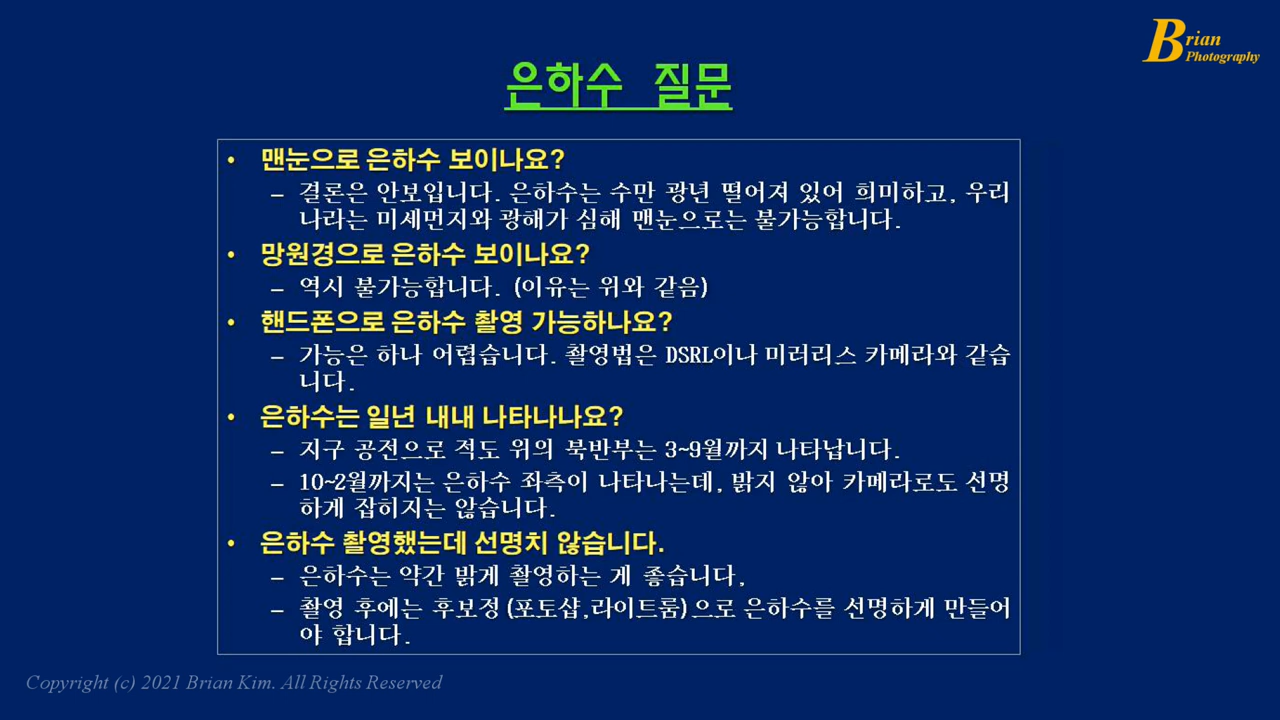 Brian
Photography
은하수 질문
• 맨눈으로 은하수 보이나요?
– 결론은 안보입니다. 은하수는 수만 광년 떨어져 있어 희미하고, 우리
나라는 미세먼지와 광해가 심해 맨눈으로는 불가능합니다.
• 망원경으로 은하수 보이나요?
– 역시 불가능합니다. (이유는 위와 같음)
• 핸드폰으로 은하수 촬영 가능하나요?
– 가능은 하나 어렵습니다. 촬영법은 DSRL이나 미러리스 카메라와 같습
니다.
• 은하수는 일년 내내 나타나나요?
– 지구 공전으로 적도 위의 북반부는 3~9월까지 나타납니다.
– 10~2월까지는 은하수 좌측이 나타나는데, 밝지 않아 카메라로도 선명
하게 잡히지는 않습니다.
• 은하수 촬영했는데 선명치 않습니다.
– 은하수는 약간 밝게 촬영하는 게 좋습니다,
– 촬영 후에는 후보정 (포토샵,라이트룸)으로 은하수를 선명하게 만들어
야 합니다.
Copyright (c) 2021 Brian Kim. All Rights Reserved